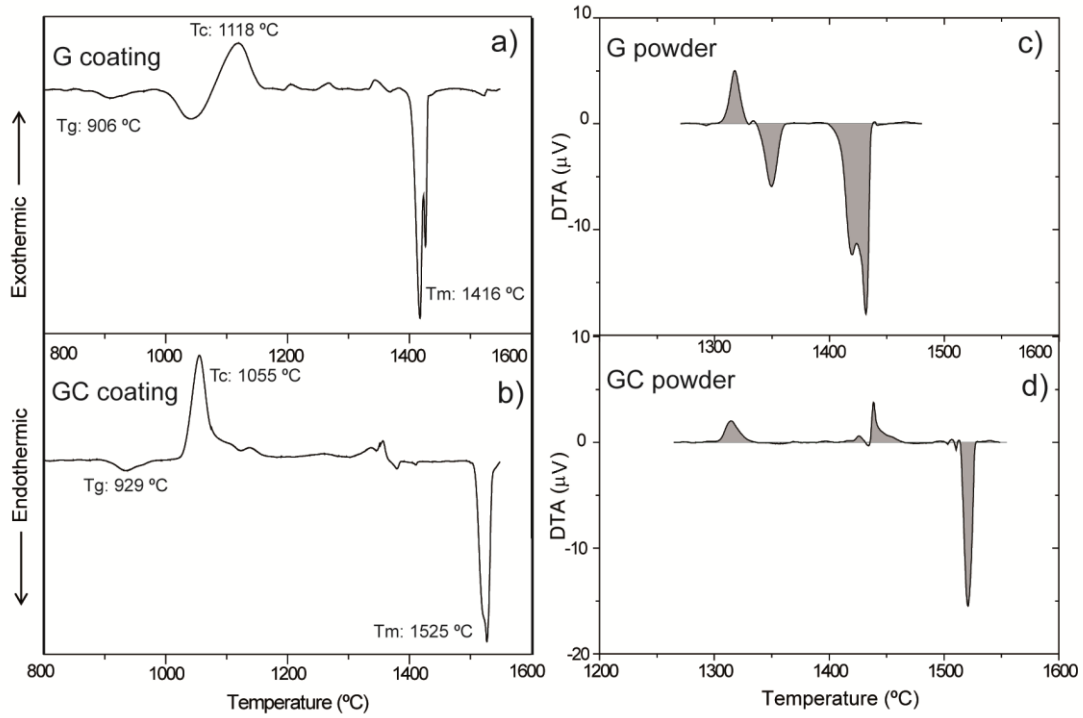 G coating
Tc: 1118 ºC
a)
Tg: 906 ºC
Tm: 1416 ºC
800 1000 1200 1400 1600
GC coating
Tc: 1055 ºC
b)
Tg: 929 ºC
Tm: 1525 ºC
800 1000 1200 1400 1600
Temperature (ºC)
Exothermic
Endothermic
G powder
c)
10
0
-10
DTA (µV)
1300 1400 1500 1600
GC powder
d)
10
0
-10
-20
DTA (µV)
1200 1300 1400 1500 1600
Temperature (ºC)